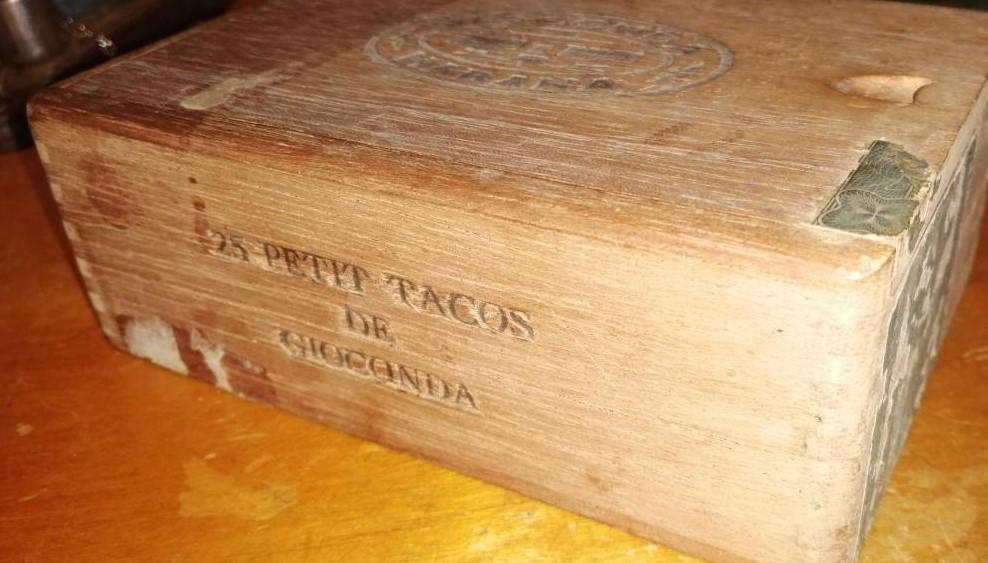 HABANA
25 PETIT TACOS
DE
GIOCONDA